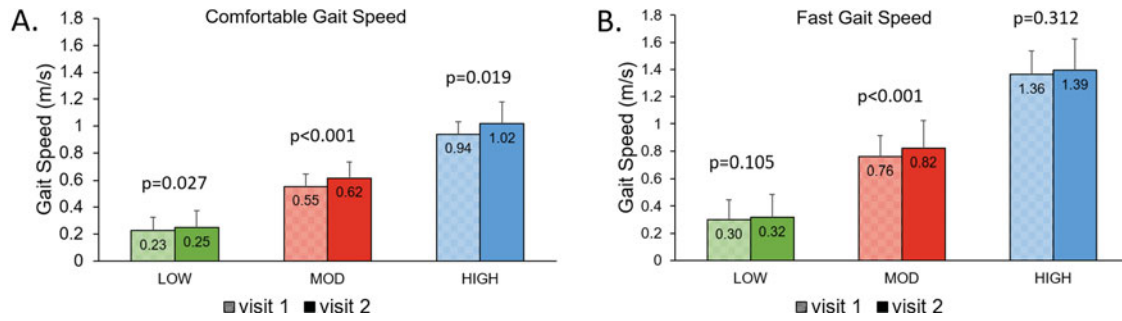 A.
Comfortable Gait Speed
Gait Speed (m/s)
1.8
1.6
1.4
1.2
1
0.8
0.6
0.4
0.2
0
p=0.027
p<0.001
p=0.019
0.23
0.25
0.55
0.62
0.94
1.02
LOW
MOD
HIGH
visit 1
visit 2
B.
Fast Gait Speed
Gait Speed (m/s)
1.8
1.6
1.4
1.2
1
0.8
0.6
0.4
0.2
0
p=0.105
p<0.001
p=0.312
0.30
0.32
0.76
0.82
1.36
1.39
LOW
MOD
HIGH
visit 1
visit 2